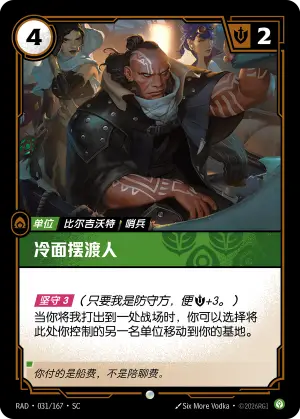 4
2
单位 比尔吉沃特 | 哨兵
冷面摆渡人
坚守 3 (只要我是防守方，便+3。)
当你将我打出到一处战场时，你可以选择将
此处你控制的另一名单位移动到你的基地。
你付的是船费，不是陪聊费。
RAD • 031/167 • SC
Six More Vodka • ©2026RG1